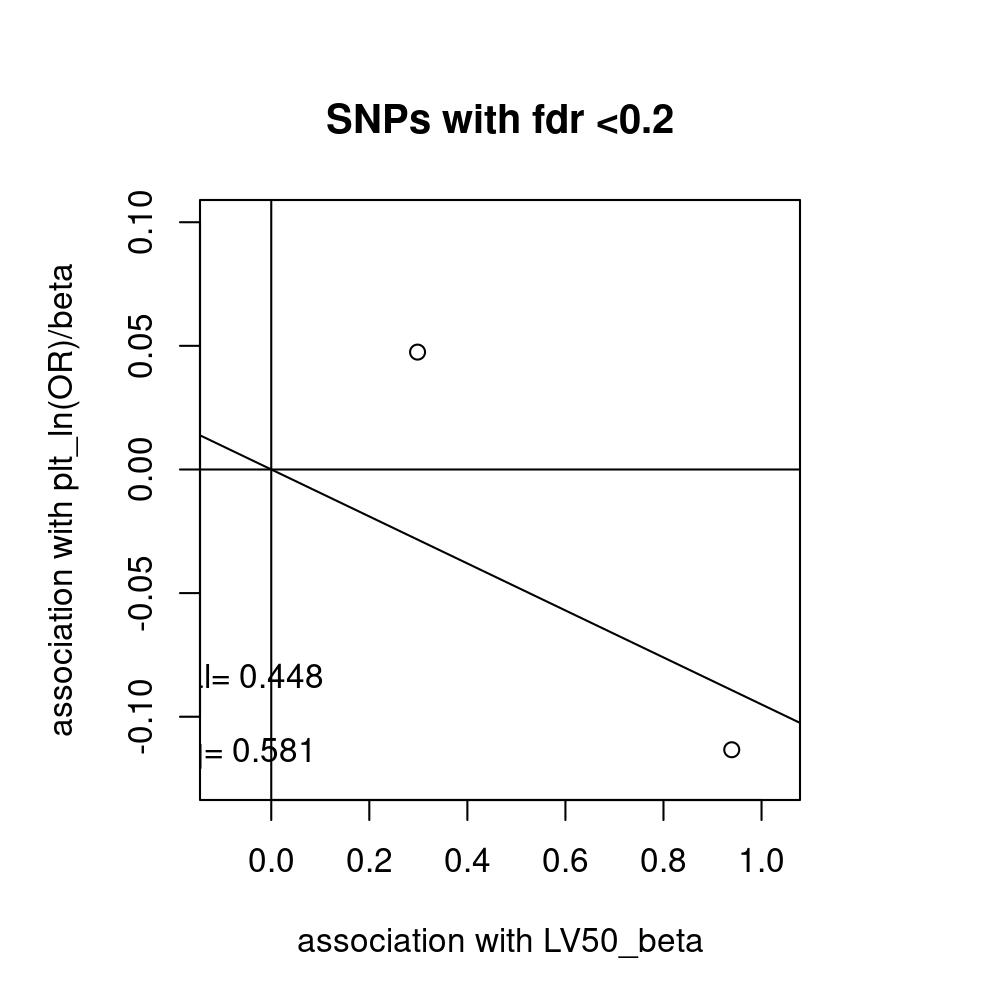 SNPs with fdr <0.2
association with plt_ln(OR)/beta
0.10
0.05
0.00
-0.05
-0.10
= 0.448
= 0.581
0.0 0.2 0.4 0.6 0.8 1.0
association with LV50_beta